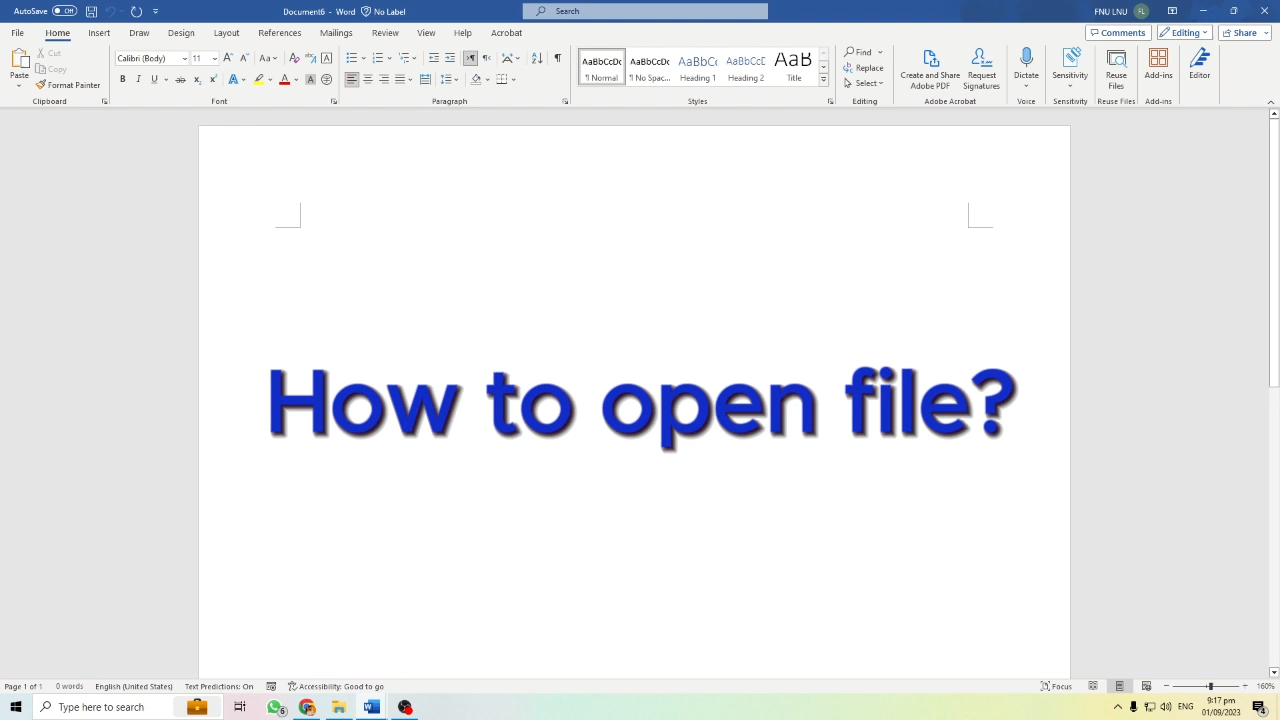 AutoSave Off Document6 - Word No Label Search FNU LNU FL
File Home Insert Draw Design Layout References Mailings Review View Help Acrobat Comments Editing Share
Paste Cut Copy Format Painter
Calibri (Body) 11
AaBbCcDc AaBbCcDc AaBbCc AaBbCcD AaB
¶ Normal ¶ No Spac... Heading 1 Heading 2 Title
Find
Replace
Select
Create and Share Adobe PDF
Request Signatures
Dictate
Sensitivity
Reuse Files
Add-ins
Editor
Clipboard Font Paragraph Styles Editing Adobe Acrobat Voice Sensitivity Reuse Files Add-ins
How to open file?
Page 1 of 1 0 words English (United States) Text Predictions: On Accessibility: Good to go Focus 160%
Type here to search 6 ENG 9:17 pm
01/09/2023 4